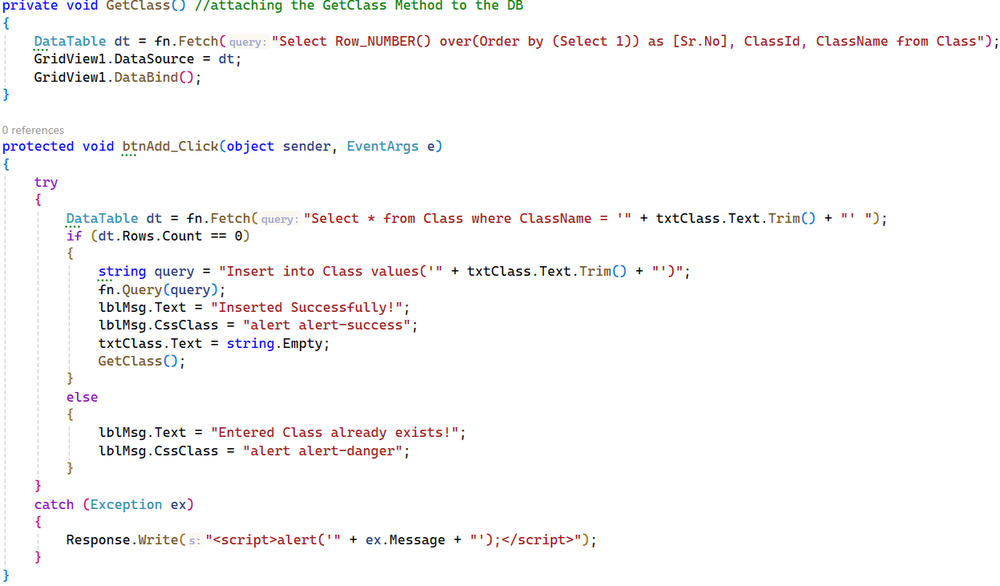 private void GetClass() //attaching the GetClass Method to the DB
{
    DataTable dt = fn.Fetch(query: "Select Row_NUMBER() over(Order by (Select 1)) as [Sr.No], ClassId, ClassName from Class");
    GridView1.DataSource = dt;
    GridView1.DataBind();
}
0 references
protected void btnAdd_Click(object sender, EventArgs e)
{
    try
    {
        DataTable dt = fn.Fetch(query: "Select * from Class where ClassName = '" + txtClass.Text.Trim() + "' ");
        if (dt.Rows.Count == 0)
        {
            string query = "Insert into Class values('" + txtClass.Text.Trim() + "')";
            fn.Query(query);
            lblMsg.Text = "Inserted Successfully!";
            lblMsg.CssClass = "alert alert-success";
            txtClass.Text = string.Empty;
            GetClass();
        }
        else
        {
            lblMsg.Text = "Entered Class already exists!";
            lblMsg.CssClass = "alert alert-danger";
        }
    }
    catch (Exception ex)
    {
        Response.Write(s: "<script>alert('" + ex.Message + "');</script>");
    }
}